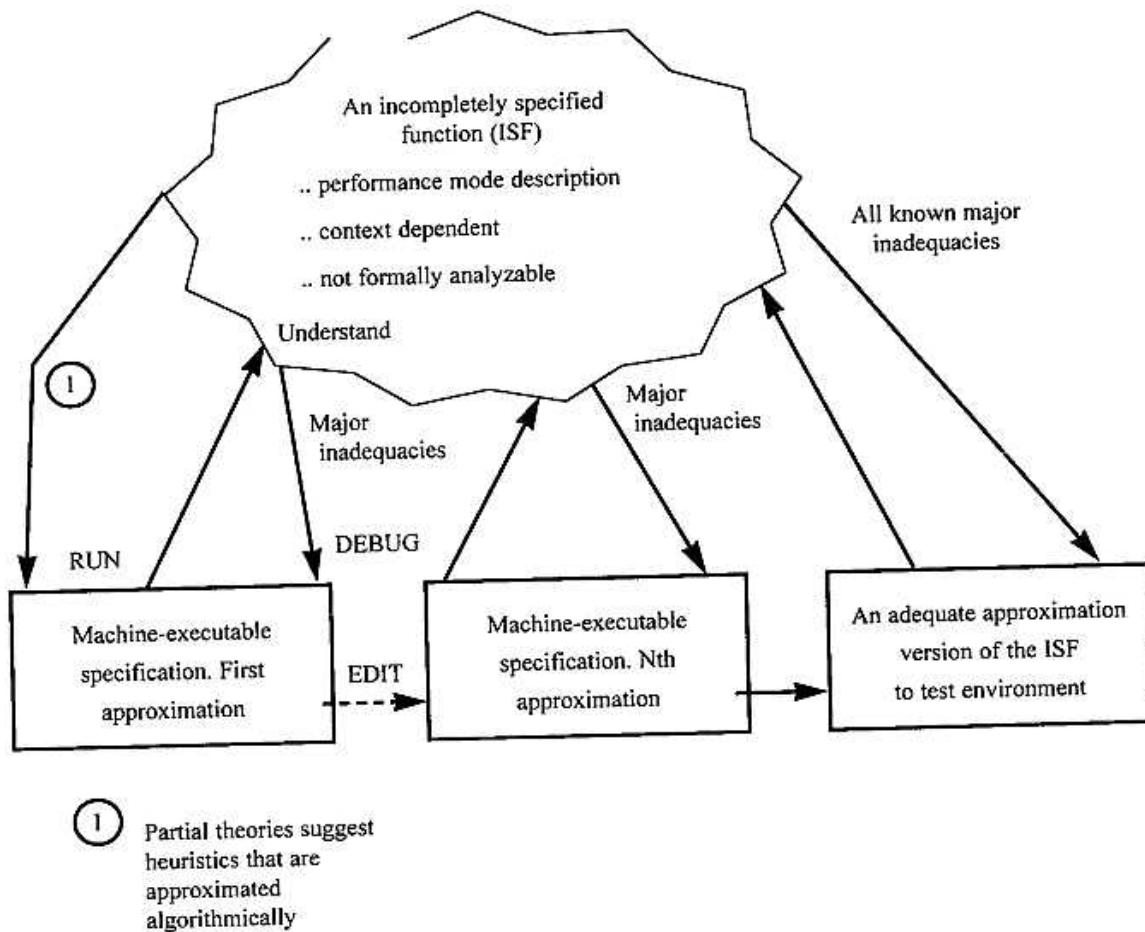 An incompletely specified
function (ISF)
.. performance mode description
.. context dependent
.. not formally analyzable
All known major
inadequacies
Understand
1
Major
inadequacies
Major
inadequacies
RUN
DEBUG
Machine-executable
specification. First
approximation
EDIT
Machine-executable
specification. Nth
approximation
An adequate approximation
version of the ISF
to test environment
1
Partial theories suggest
heuristics that are
approximated
algorithmically